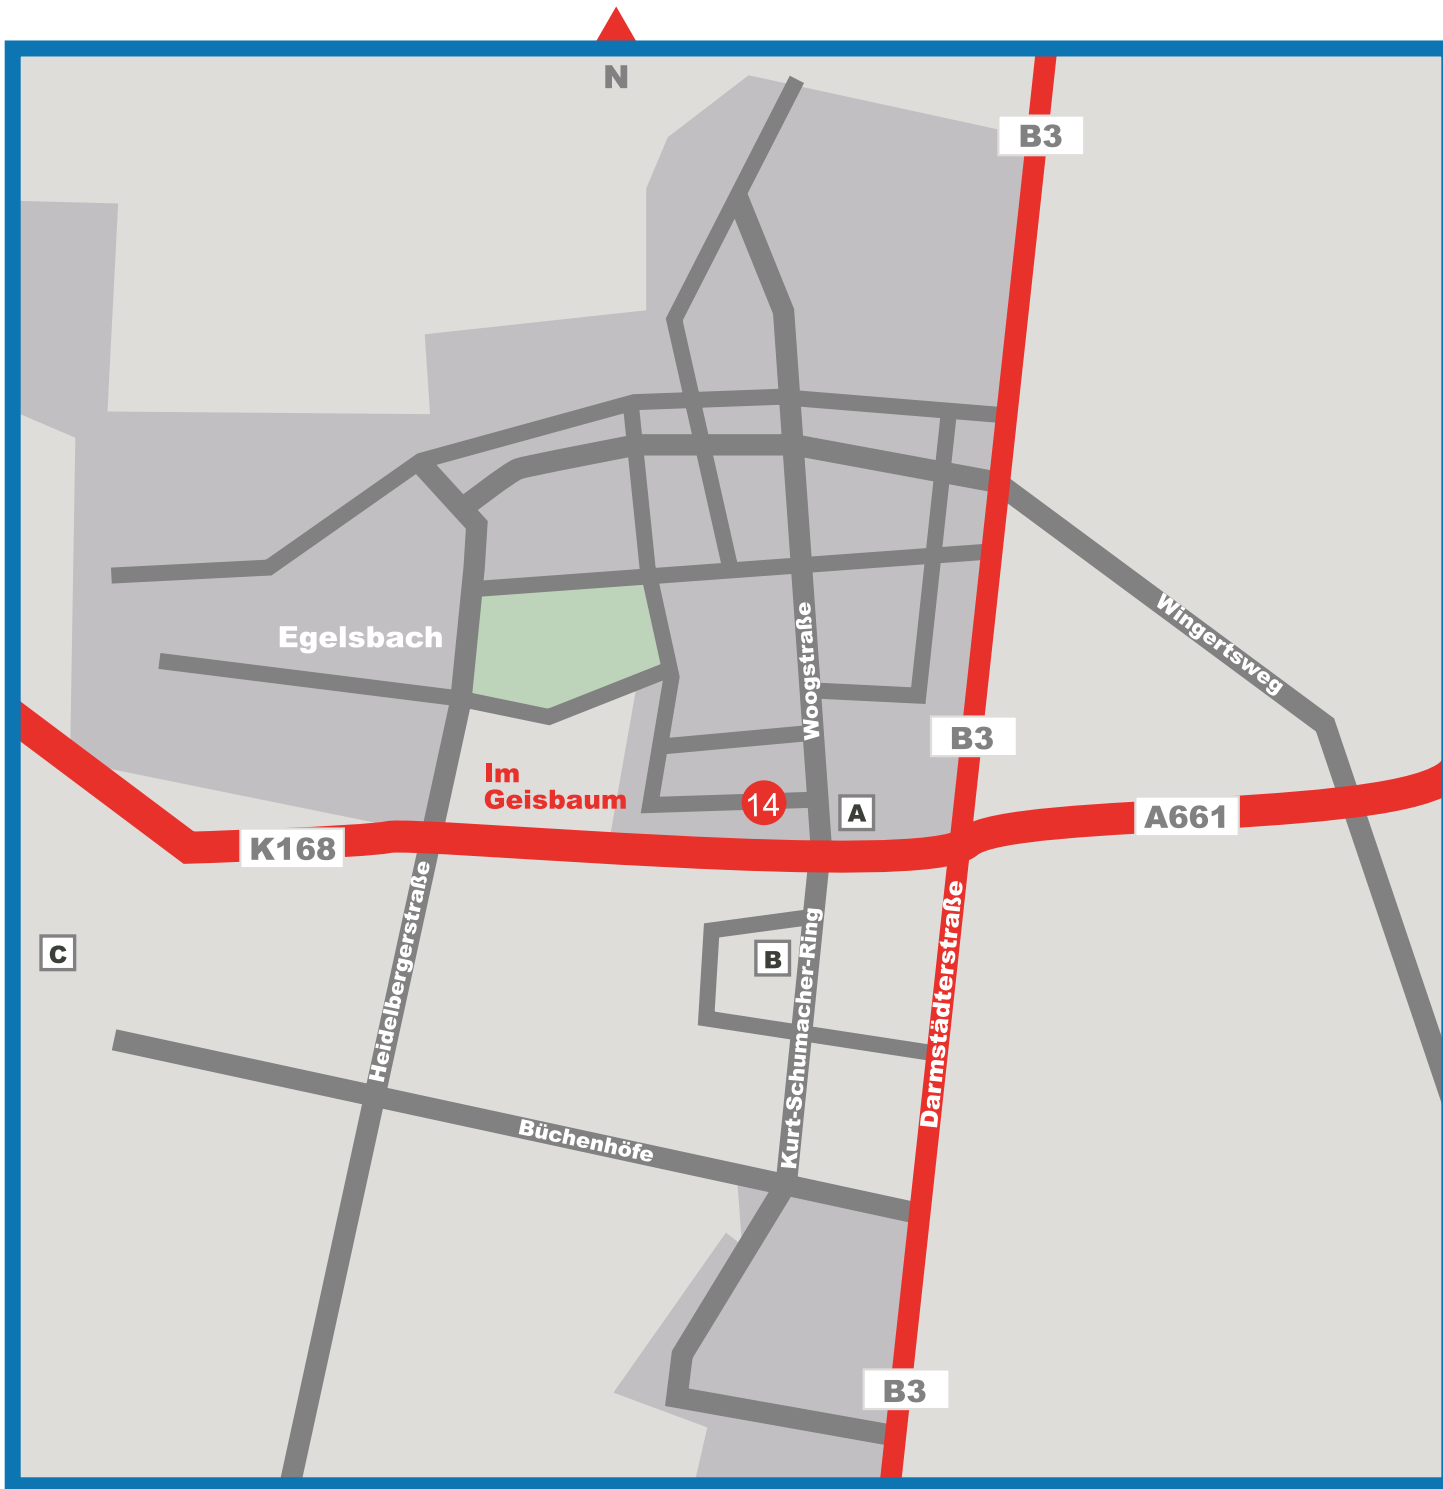 N
B3
Woogstraße
Wingertsweg
Egelsbach
B3
Im
Geisbaum
14
A
A661
K168
Heidelbergerstraße
Darmstädterstraße
Kurt-Schumacher-Ring
C
B
Büchenhöfe
B3